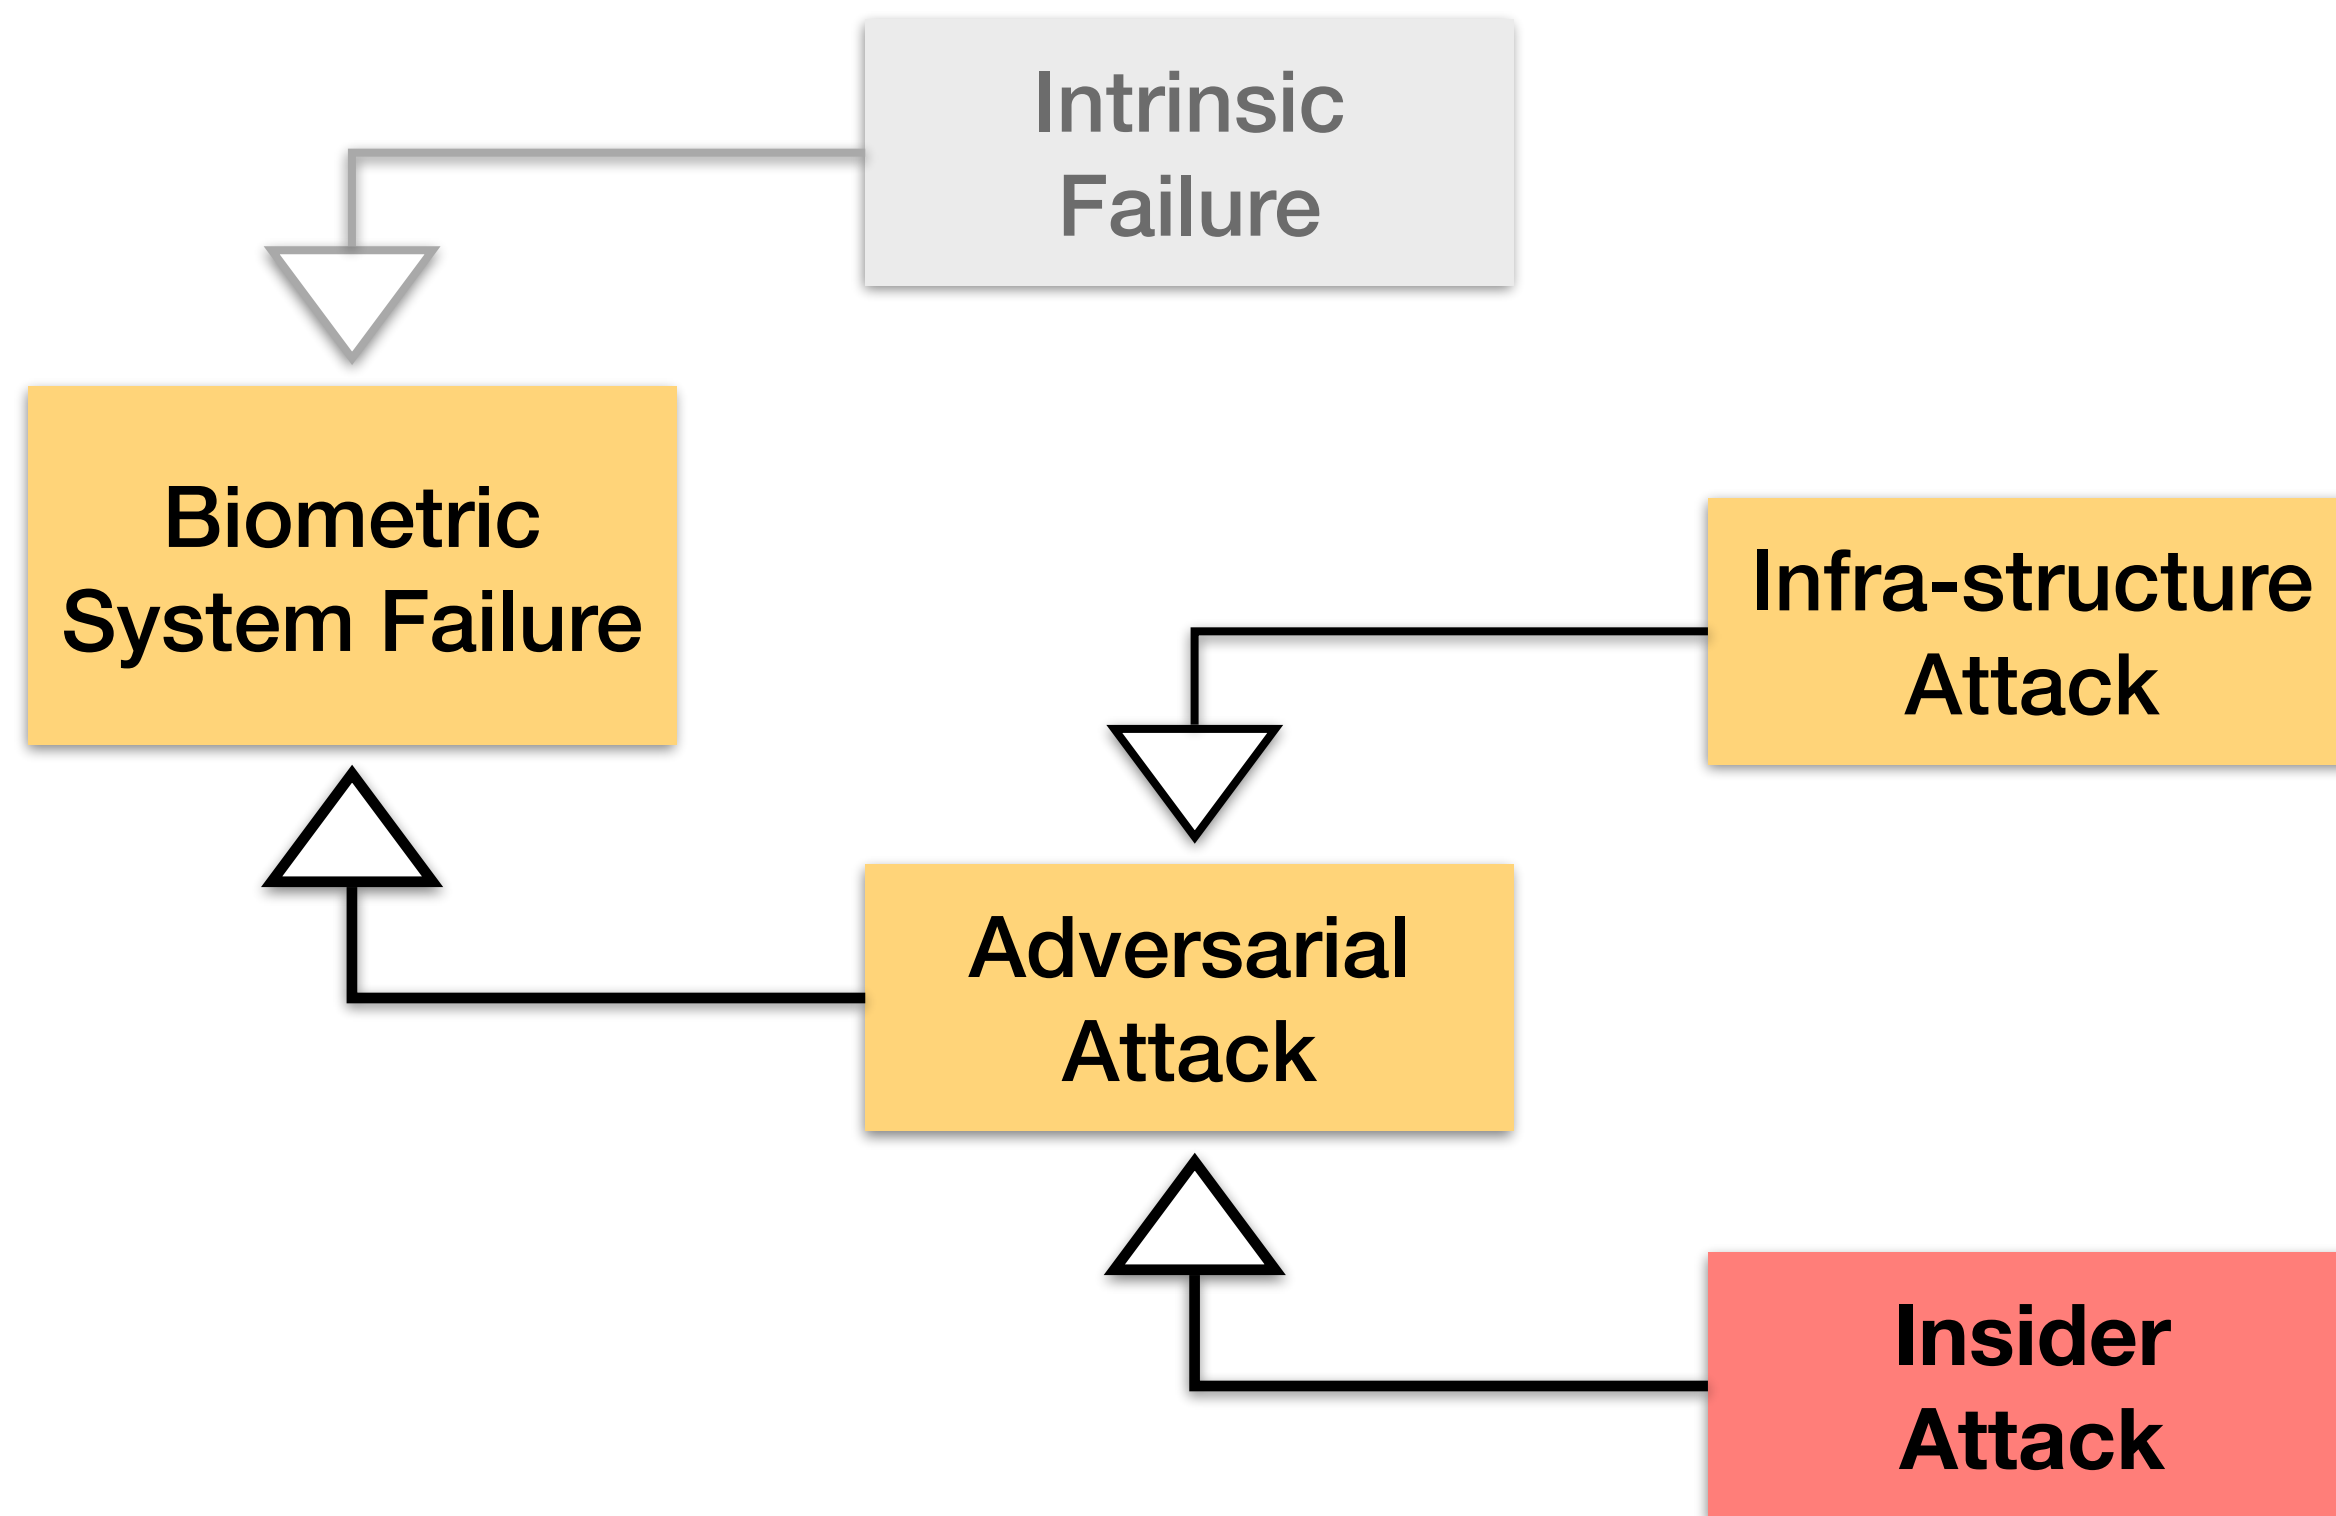 Intrinsic
Failure
Biometric
System Failure
Infra-structure
Attack
Adversarial
Attack
Insider
Attack